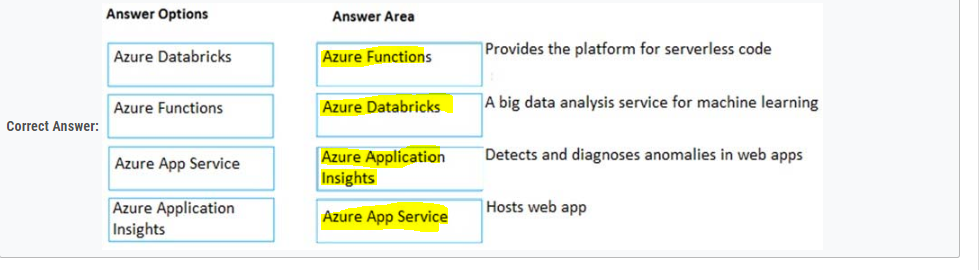 Answer Options
Answer Area
Azure Databricks
Azure Functions
Provides the platform for serverless code
Azure Functions
Azure Databricks
A big data analysis service for machine learning
Correct Answer:
Azure App Service
Azure Application
Insights
Detects and diagnoses anomalies in web apps
Azure Application
Insights
Azure App Service
Hosts web app